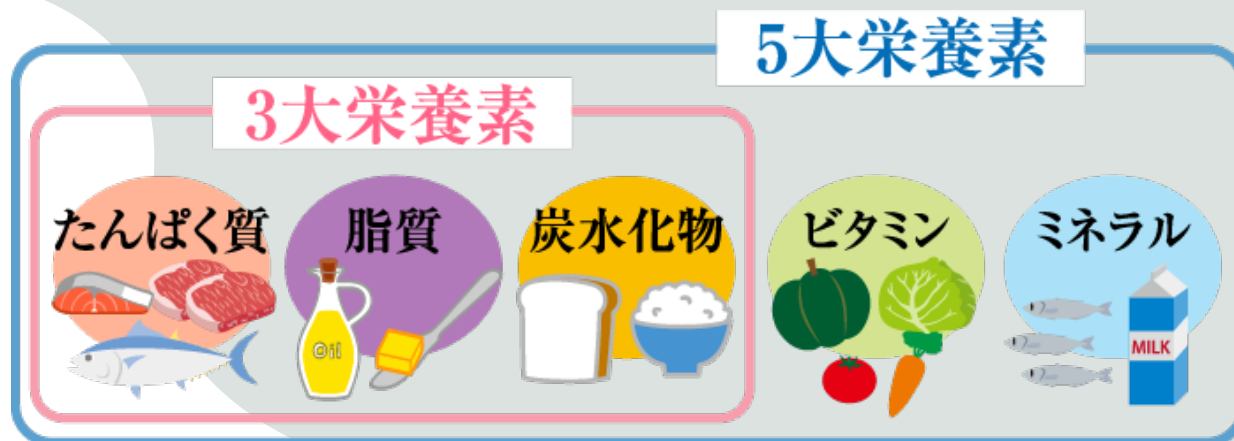 5大栄養素
3大栄養素
たんぱく質
脂質
炭水化物
ビタミン
ミネラル
Oil
MILK